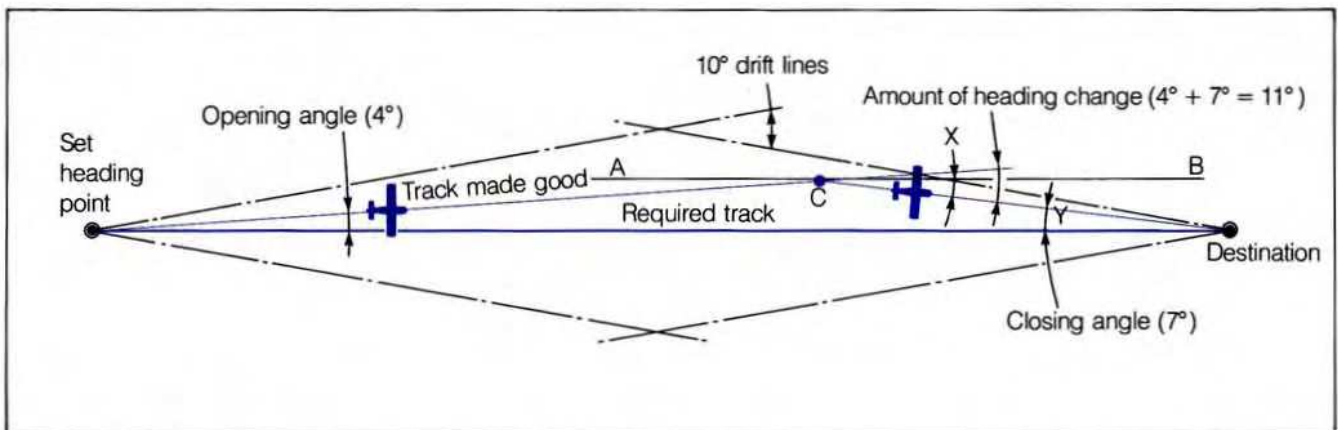 10° drift lines
Amount of heading change (4° + 7° = 11°)
Opening angle (4°)
X
Set
heading
point
A
B
Track made good
C
Required track
Y
Destination
Closing angle (7°)